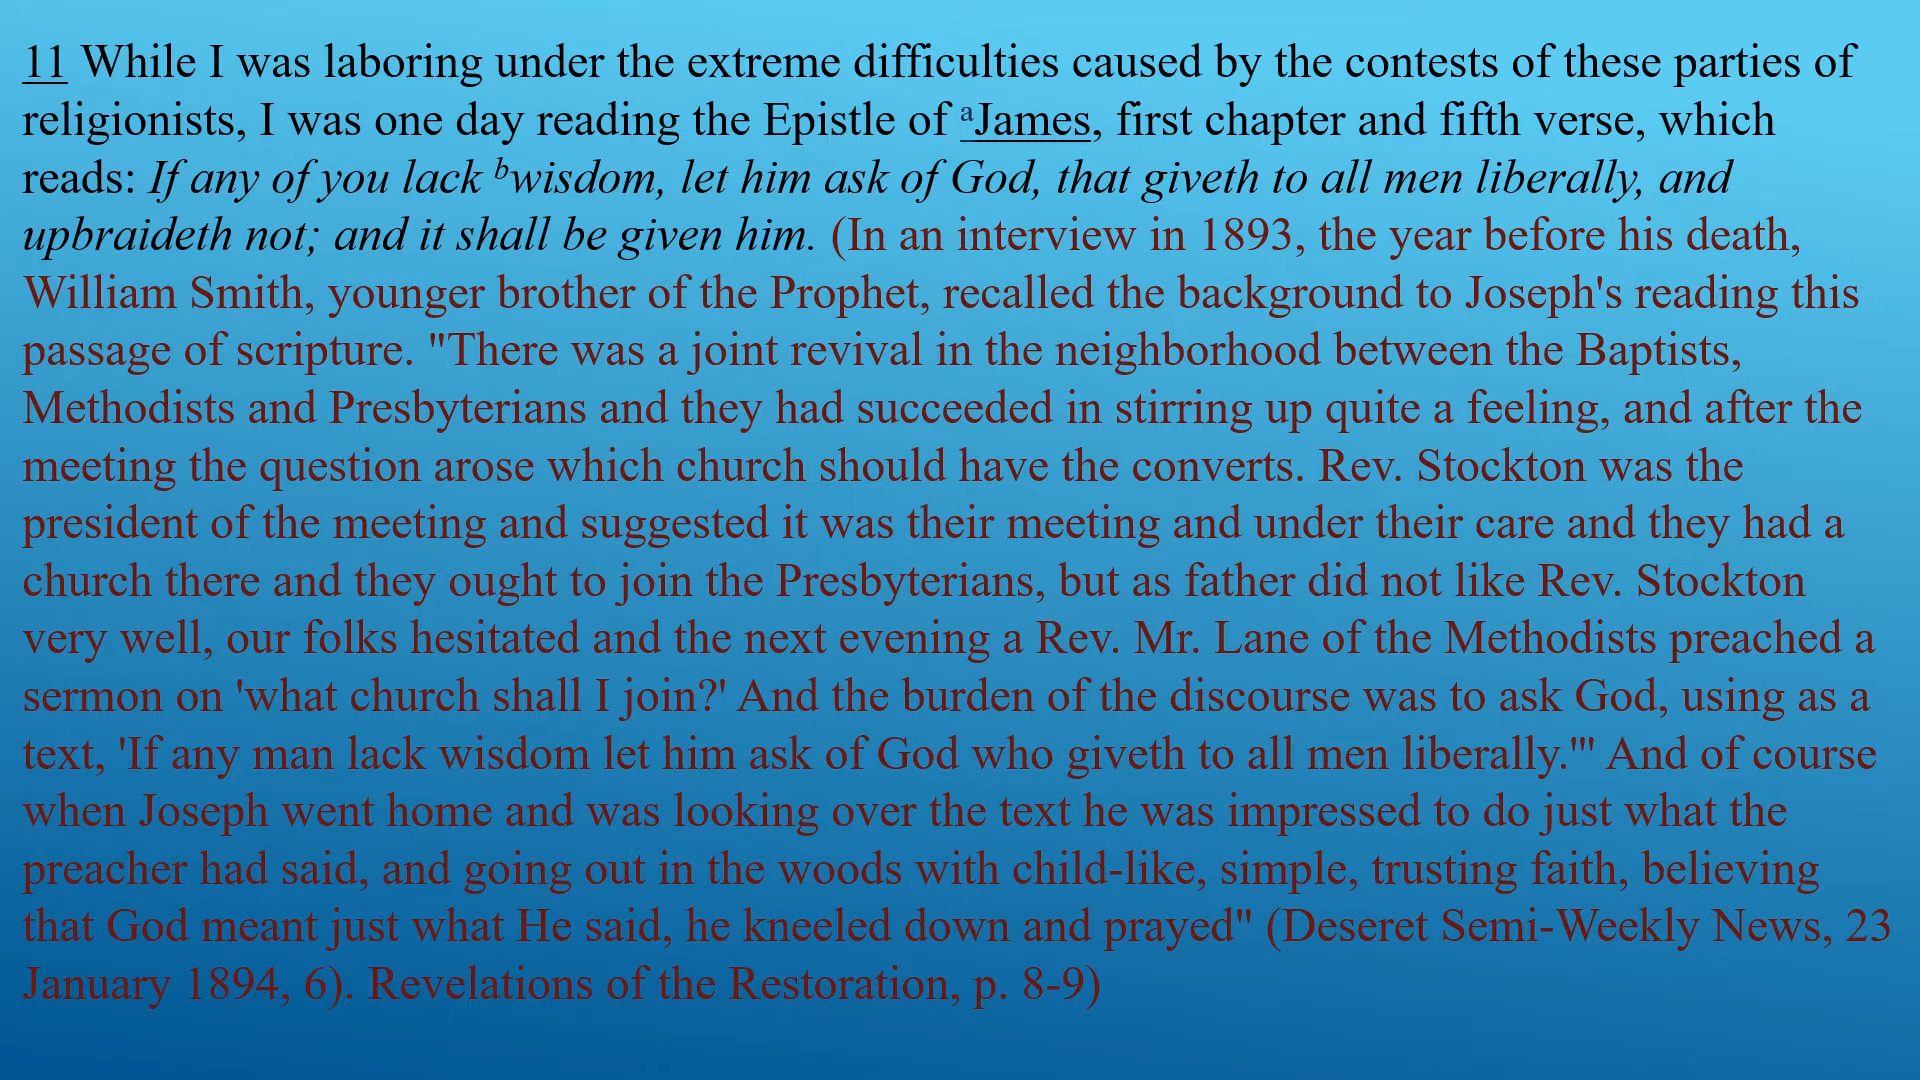 11 While I was laboring under the extreme difficulties caused by the contests of these parties of
religionists, I was one day reading the Epistle of aJames, first chapter and fifth verse, which
reads: If any of you lack bwisdom, let him ask of God, that giveth to all men liberally, and
upbraideth not; and it shall be given him. (In an interview in 1893, the year before his death,
William Smith, younger brother of the Prophet, recalled the background to Joseph's reading this
passage of scripture. "There was a joint revival in the neighborhood between the Baptists,
Methodists and Presbyterians and they had succeeded in stirring up quite a feeling, and after the
meeting the question arose which church should have the converts. Rev. Stockton was the
president of the meeting and suggested it was their meeting and under their care and they had a
church there and they ought to join the Presbyterians, but as father did not like Rev. Stockton
very well, our folks hesitated and the next evening a Rev. Mr. Lane of the Methodists preached a
sermon on 'what church shall I join?' And the burden of the discourse was to ask God, using as a
text, 'If any man lack wisdom let him ask of God who giveth to all men liberally.'" And of course
when Joseph went home and was looking over the text he was impressed to do just what the
preacher had said, and going out in the woods with child-like, simple, trusting faith, believing
that God meant just what He said, he kneeled down and prayed" (Deseret Semi-Weekly News, 23
January 1894, 6). Revelations of the Restoration, p. 8-9)